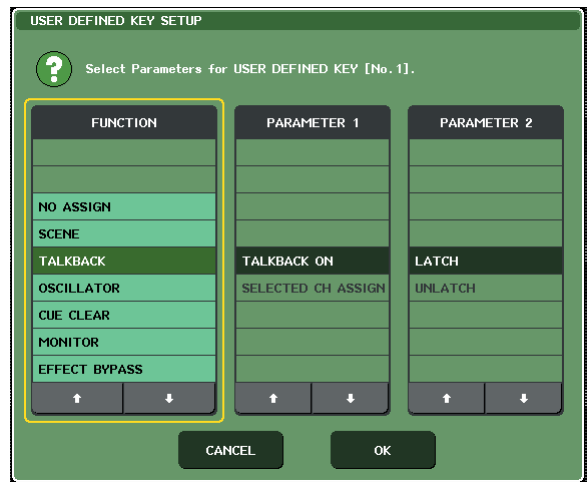 USER DEFINED KEY SETUP
?
Select Parameters for USER DEFINED KEY [No.1].
FUNCTION
NO ASSIGN
SCENE
TALKBACK
OSCILLATOR
CUE CLEAR
MONITOR
EFFECT BYPASS
PARAMETER 1
TALKBACK ON
SELECTED CH ASSIGN
PARAMETER 2
LATCH
UNLATCH
CANCEL
OK